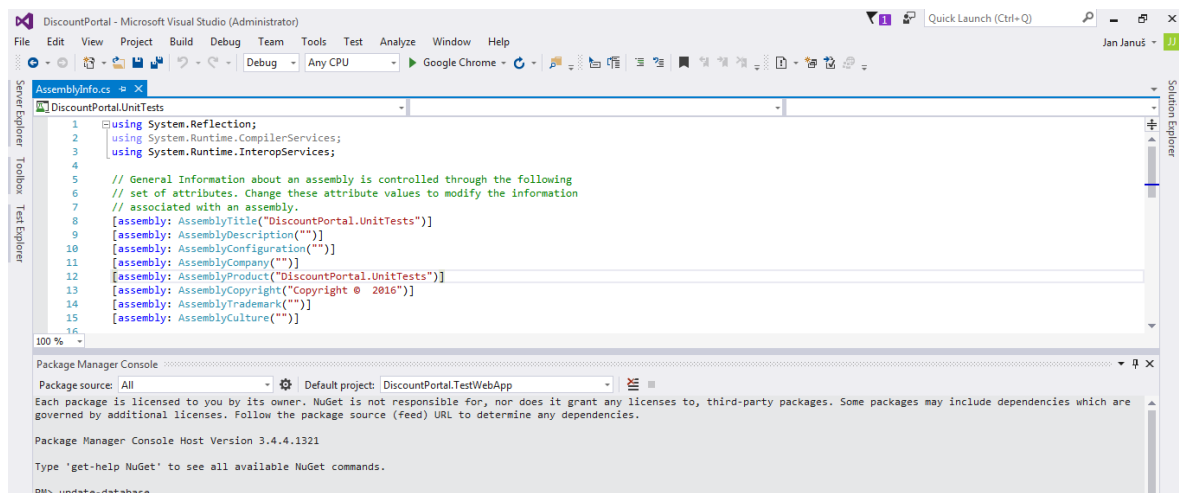 DiscountPortal - Microsoft Visual Studio (Administrator)
1
Quick Launch (Ctrl+Q)
File Edit View Project Build Debug Team Tools Test Analyze Window Help
Jan Januš
JJ
Debug
Any CPU
Google Chrome
Server Explorer
Toolbox
Test Explorer
Solution Explorer
AssemblyInfo.cs
DiscountPortal.UnitTests
1 using System.Reflection;
2 using System.Runtime.CompilerServices;
3 using System.Runtime.InteropServices;
4
5 // General Information about an assembly is controlled through the following
6 // set of attributes. Change these attribute values to modify the information
7 // associated with an assembly.
8 [assembly: AssemblyTitle("DiscountPortal.UnitTests")]
9 [assembly: AssemblyDescription("")]
10 [assembly: AssemblyConfiguration("")]
11 [assembly: AssemblyCompany("")]
12 [assembly: AssemblyProduct("DiscountPortal.UnitTests")]
13 [assembly: AssemblyCopyright("Copyright ©  2016")]
14 [assembly: AssemblyTrademark("")]
15 [assembly: AssemblyCulture("")]
16
100 %
Package Manager Console
Package source: All
Default project: DiscountPortal.TestWebApp
Each package is licensed to you by its owner. NuGet is not responsible for, nor does it grant any licenses to, third-party packages. Some packages may include dependencies which are
governed by additional licenses. Follow the package source (feed) URL to determine any dependencies.
Package Manager Console Host Version 3.4.4.1321
Type 'get-help NuGet' to see all available NuGet commands.
PM> update-database